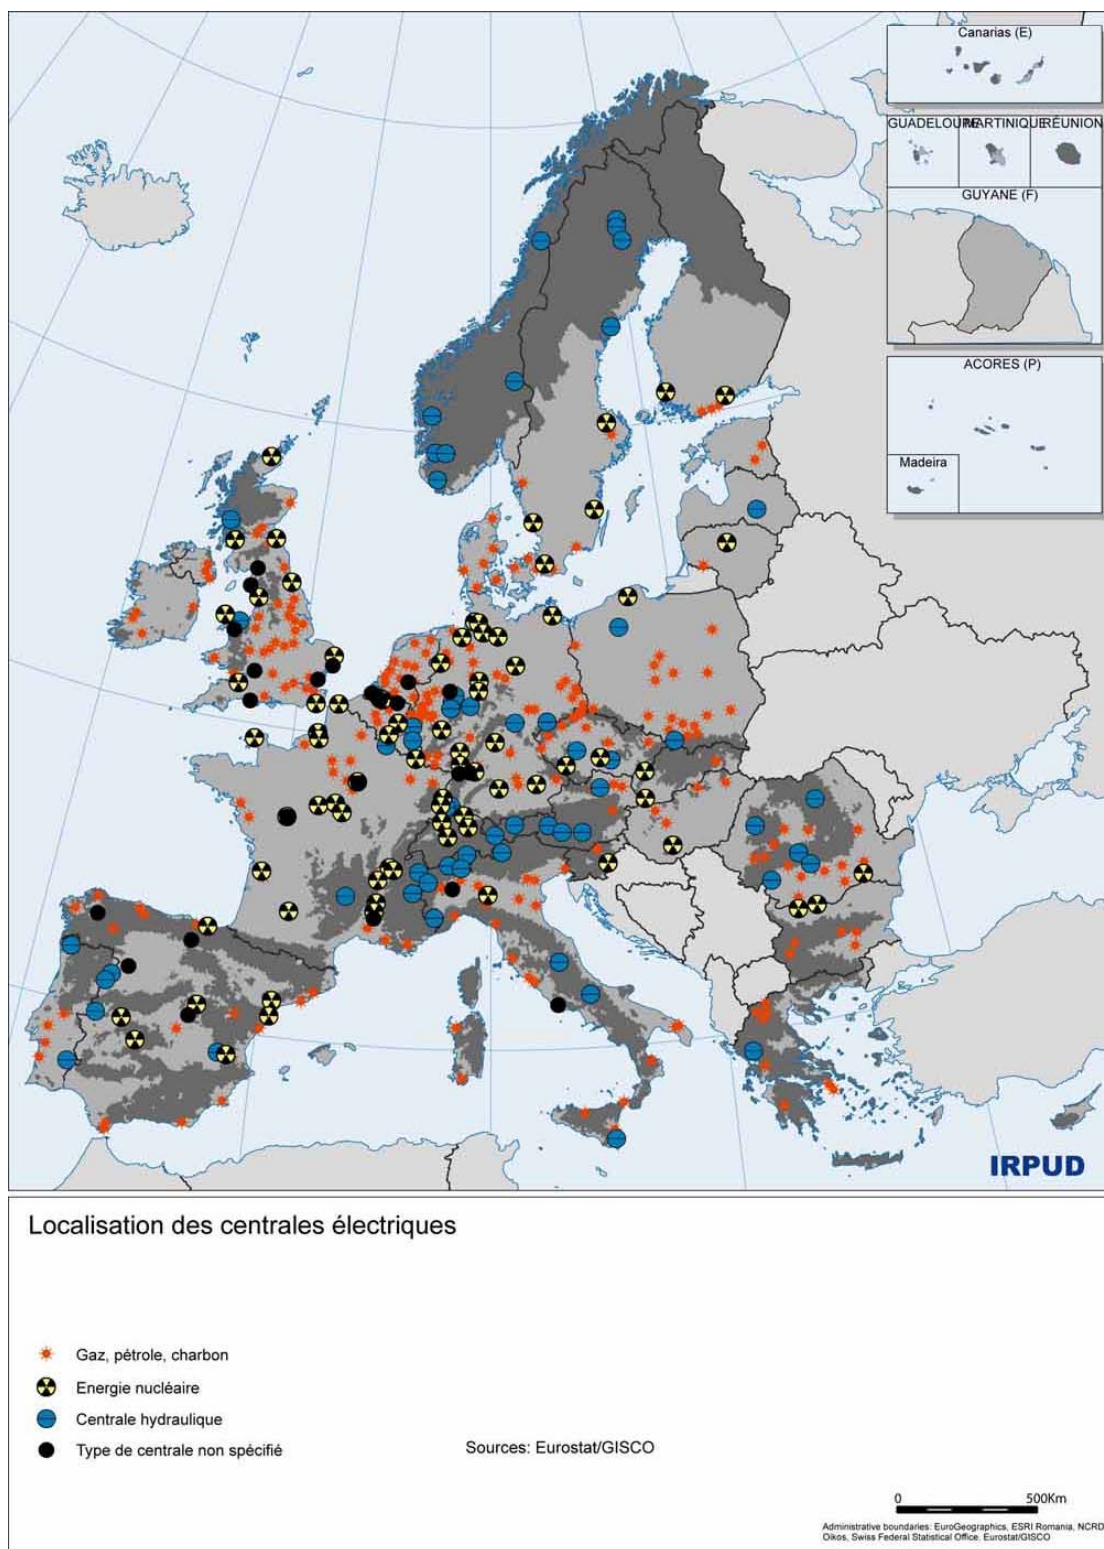 Canarias (E)
GUADELOUPE
MARTINIQUE
RÉUNION
GUYANE (F)
ACORES (P)
Madeira
IRPUD
Localisation des centrales électriques
Gaz, pétrole, charbon
Energie nucléaire
Centrale hydraulique
Type de centrale non spécifié
Sources: Eurostat/GISCO
0 500Km
Administrative boundaries: EuroGeographics, ESRI Romania, NCRD
Oikos, Swiss Federal Statistical Office, Eurostat/GISCO